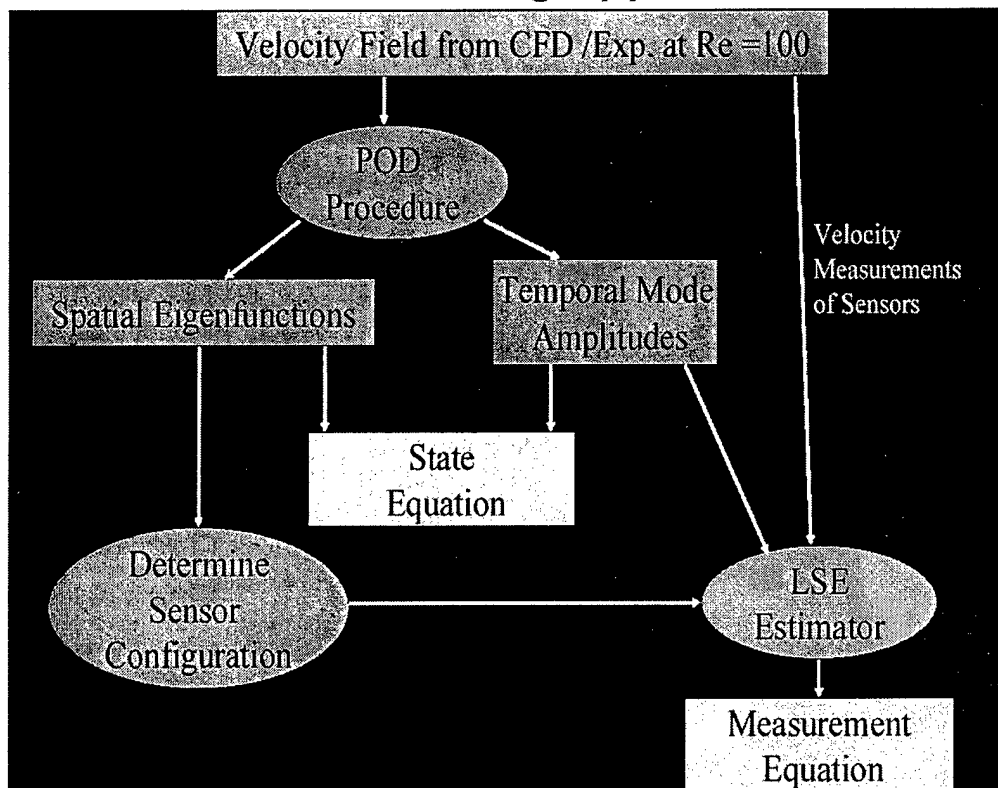 Velocity Field from CFD /Exp. at Re =100
POD
Procedure
Velocity
Measurements
of Sensors
Spatial Eigenfunctions
Temporal Mode
Amplitudes
State
Equation
Determine
Sensor
Configuration
LSE
Estimator
Measurement
Equation